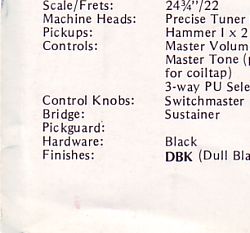 Scale/Frets: 24¾"/22
Machine Heads: Precise Tuner
Pickups: Hammer I x 2
Controls: Master Volum
Master Tone (
for coiltap)
3-way PU Sele
Control Knobs: Switchmaster
Bridge: Sustainer
Pickguard:
Hardware: Black
Finishes: DBK (Dull Bla